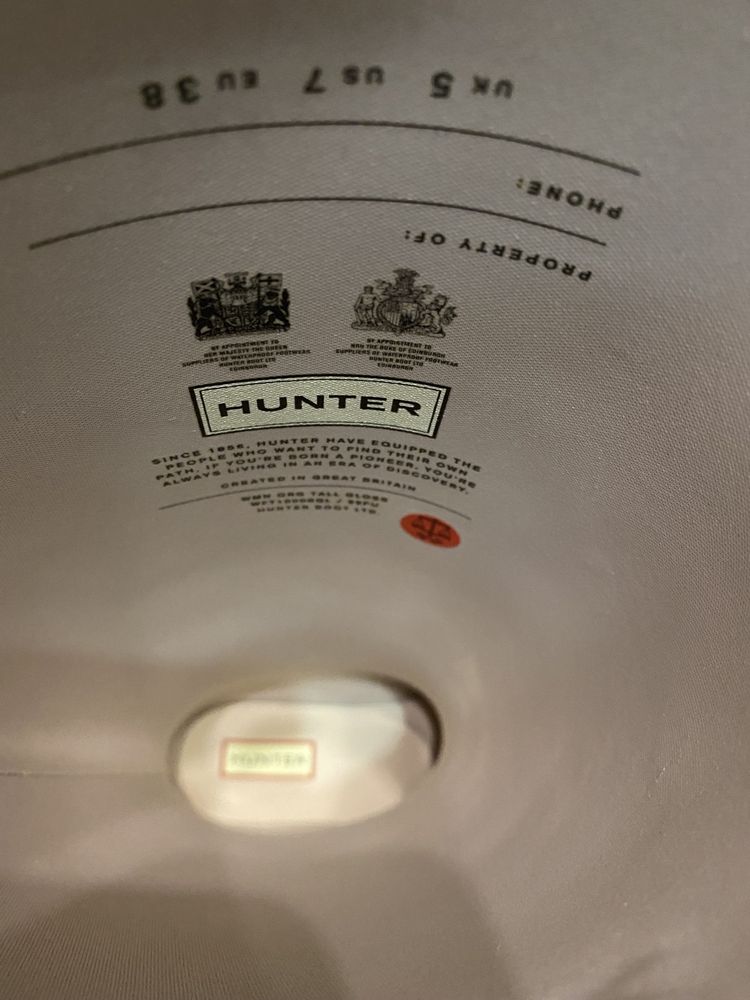 UK 5 US 7 EU 38
PHONE:
PROPERTY OF:
BY APPOINTMENT TO
HER MAJESTY THE QUEEN
SUPPLIERS OF WATERPROOF FOOTWEAR
HUNTER BOOT LTD
EDINBURGH
BY APPOINTMENT TO
HRH THE DUKE OF EDINBURGH
SUPPLIERS OF WATERPROOF FOOTWEAR
HUNTER BOOT LTD
EDINBURGH
HUNTER
SINCE 1856, HUNTER HAVE EQUIPPED THE
PEOPLE WHO WANT TO FIND THEIR OWN
PATH. IF YOU'RE BORN A PIONEER, YOU'RE
ALWAYS LIVING IN AN ERA OF DISCOVERY.
CREATED IN GREAT BRITAIN
WMN ORG TALL GLOSS
HUNTER BOOT LTD
HUNTER